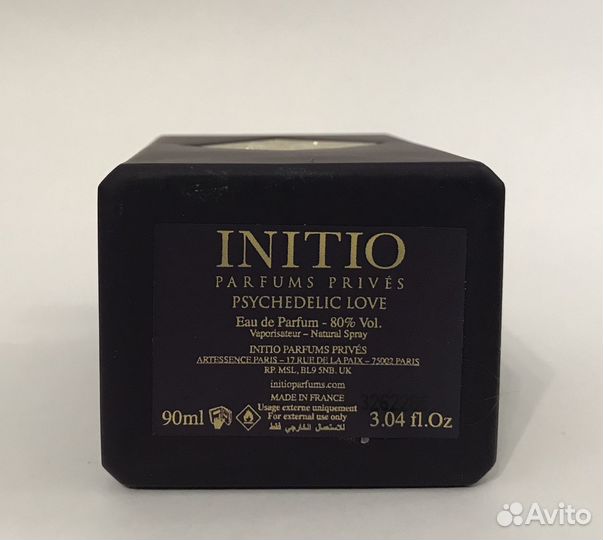 INITIO
PARFUMS PRIVÉS
PSYCHEDELIC LOVE
Eau de Parfum - 80% Vol.
Vaporisateur – Natural Spray
INITIO PARFUMS PRIVÉS
ARTESSENCE PARIS – 17 RUE DE LA PAIX – 75002 PARIS
RP. MSL, BL9 5NB. UK
initioparfums.com
MADE IN FRANCE
Usage externe uniquement
For external use only
للاستعمال الخارجي فقط
90ml
3.04 fl.Oz
Avito